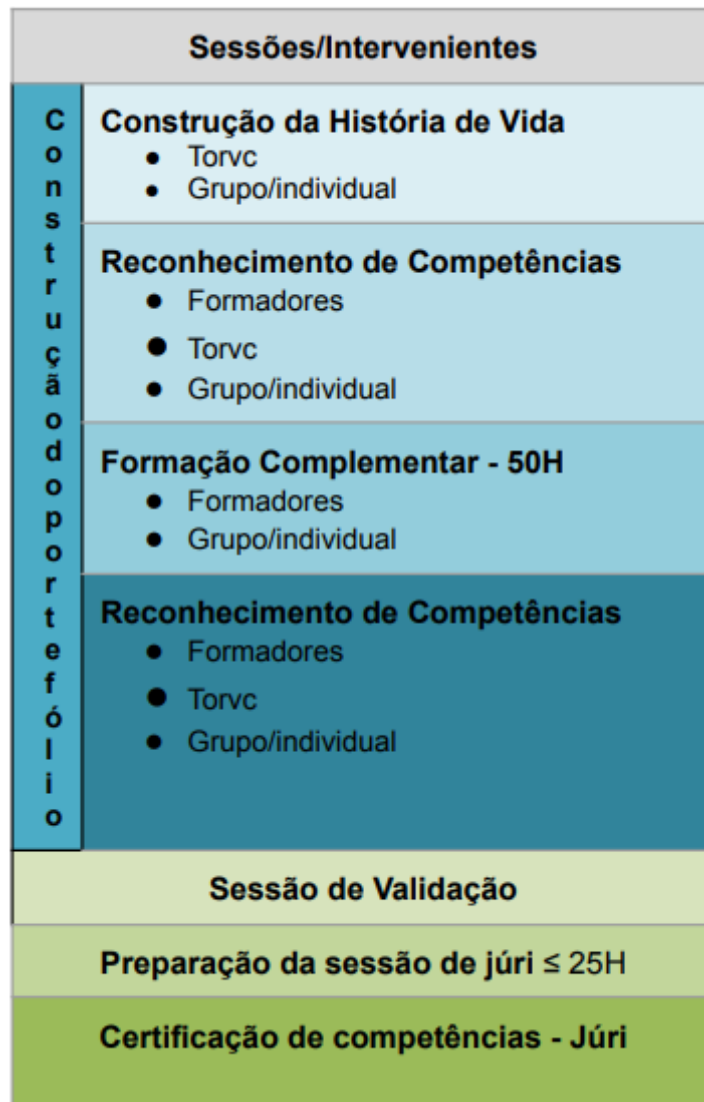 Sessões/Intervenientes
Construçãodoportefólio
Construção da História de Vida
● Torvc
● Grupo/individual
Reconhecimento de Competências
● Formadores
● Torvc
● Grupo/individual
Formação Complementar - 50H
● Formadores
● Grupo/individual
Reconhecimento de Competências
● Formadores
● Torvc
● Grupo/individual
Sessão de Validação
Preparação da sessão de júri ≤ 25H
Certificação de competências - Júri